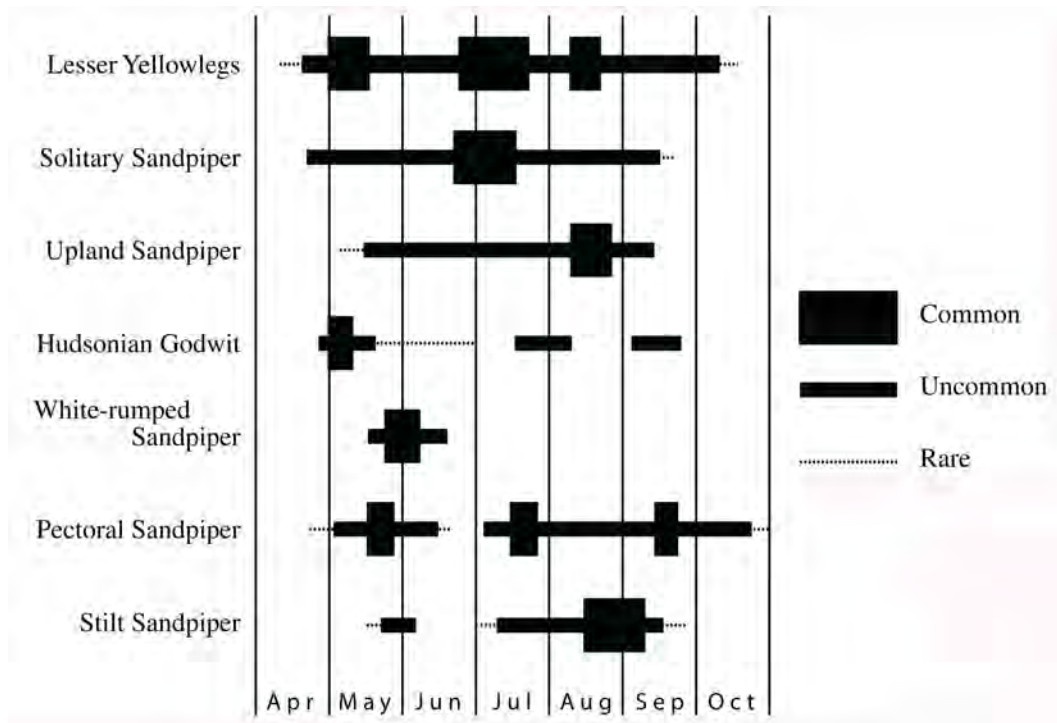 Lesser Yellowlegs
Solitary Sandpiper
Upland Sandpiper
Hudsonian Godwit
White-rumped
Sandpiper
Pectoral Sandpiper
Stilt Sandpiper
Common
Uncommon
Rare
Apr May Jun Jul Aug Sep Oct